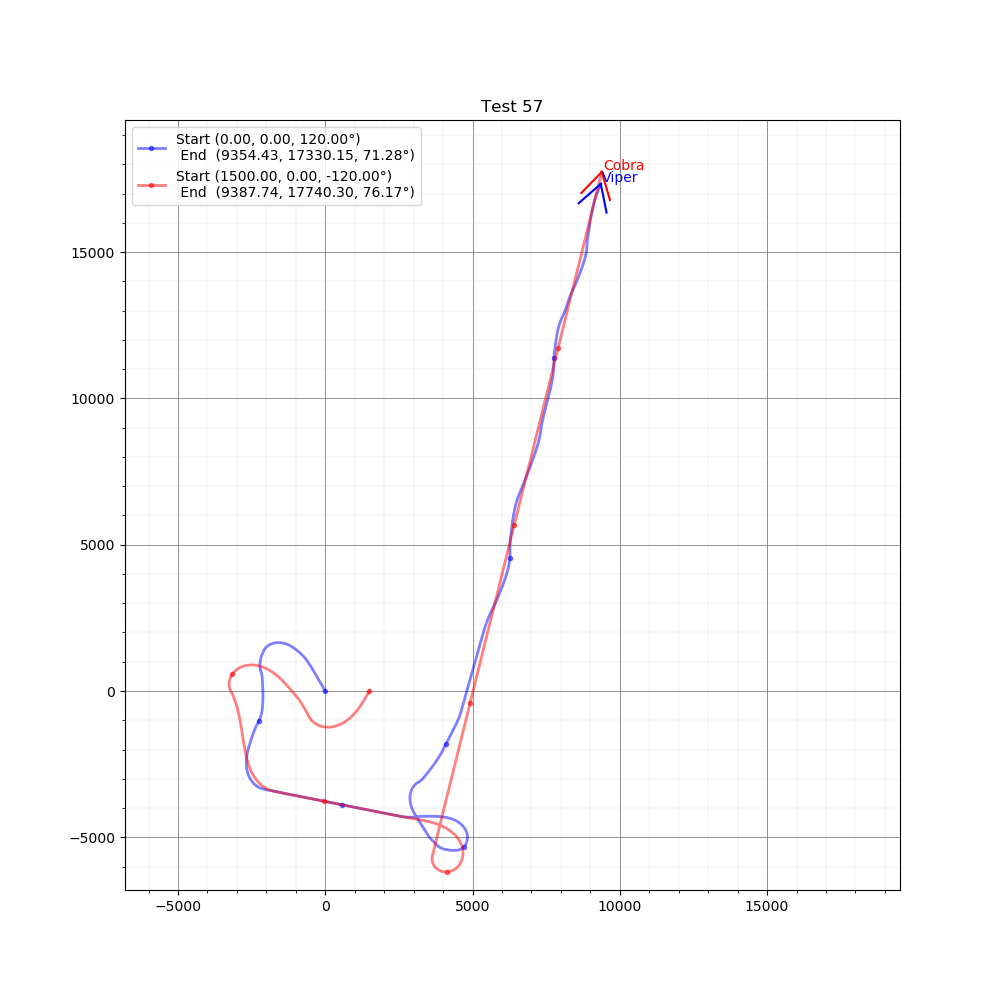 Test 57
Start (0.00, 0.00, 120.00°)
End (9354.43, 17330.15, 71.28°)
Start (1500.00, 0.00, -120.00°)
End (9387.74, 17740.30, 76.17°)
Cobra
Viper
15000
10000
5000
0
−5000
−5000
0
5000
10000
15000